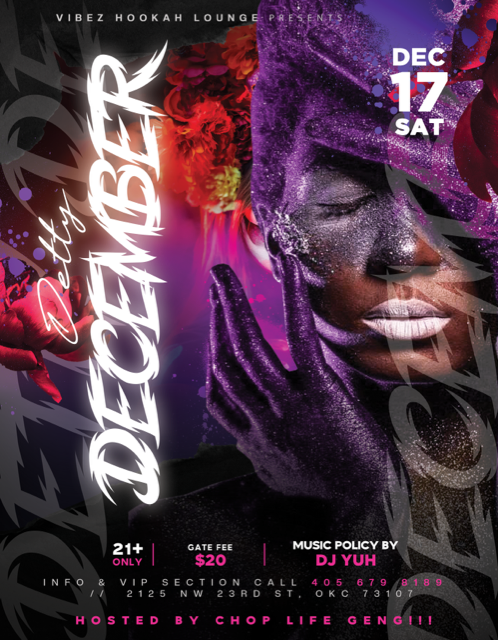 VIBEZ HOOKAH LOUNGE PRESENTS
DEC
17
SAT
Detty
DECEMBER
21+
ONLY
GATE FEE
$20
MUSIC POLICY BY
DJ YUH
INFO & VIP SECTION CALL 405 679 8189
// 2125 NW 23RD ST, OKC 73107
HOSTED BY CHOP LIFE GENG!!!